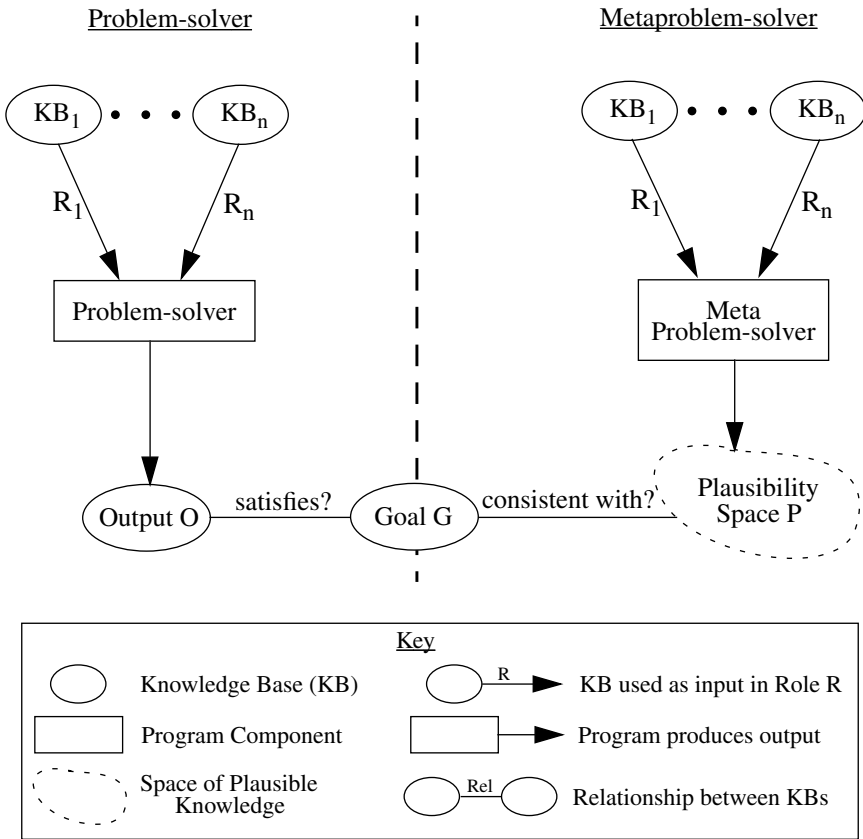 Problem-solver
Metaproblem-solver
KB1 • • • KBn
KB1 • • • KBn
R1
Rn
R1
Rn
Problem-solver
Meta
Problem-solver
Output O
satisfies?
Goal G
consistent with?
Plausibility
Space P
Key
Knowledge Base (KB)
R
KB used as input in Role R
Program Component
Program produces output
Space of Plausible
Knowledge
Rel
Relationship between KBs